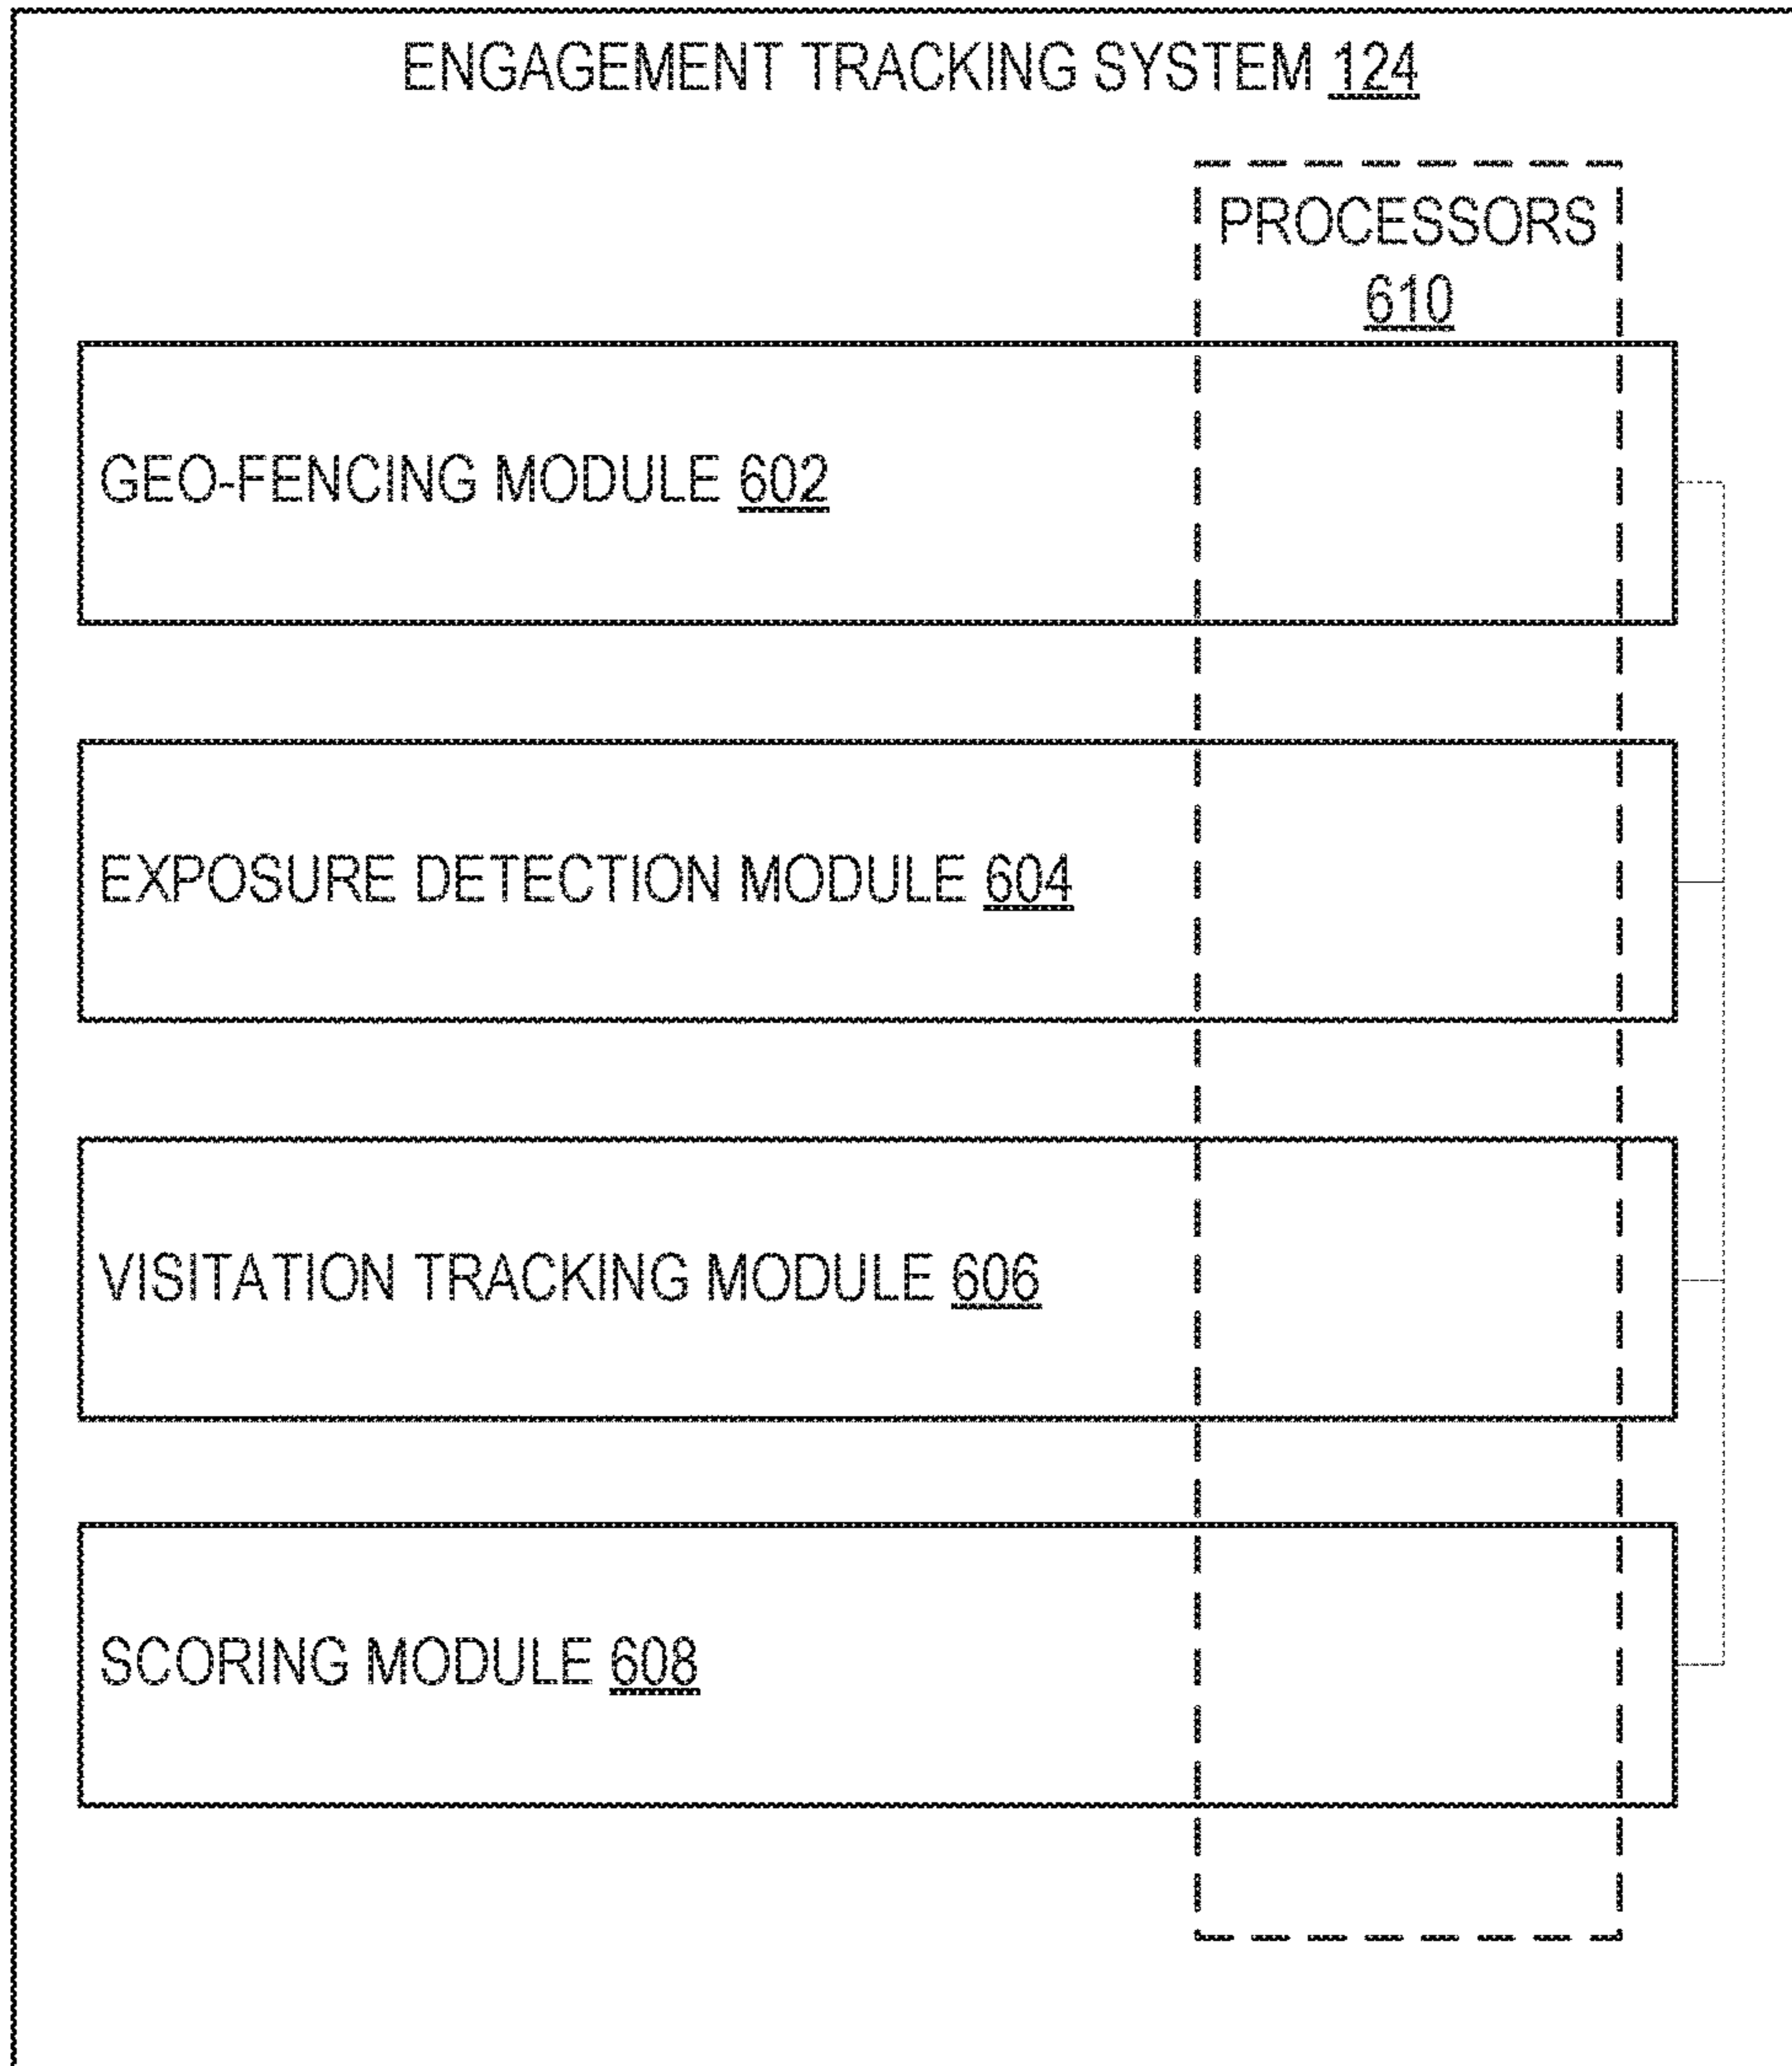 ENGAGEMENT TRACKING SYSTEM 124
PROCESSORS
610
GEO-FENCING MODULE 602
EXPOSURE DETECTION MODULE 604
VISITATION TRACKING MODULE 606
SCORING MODULE 608